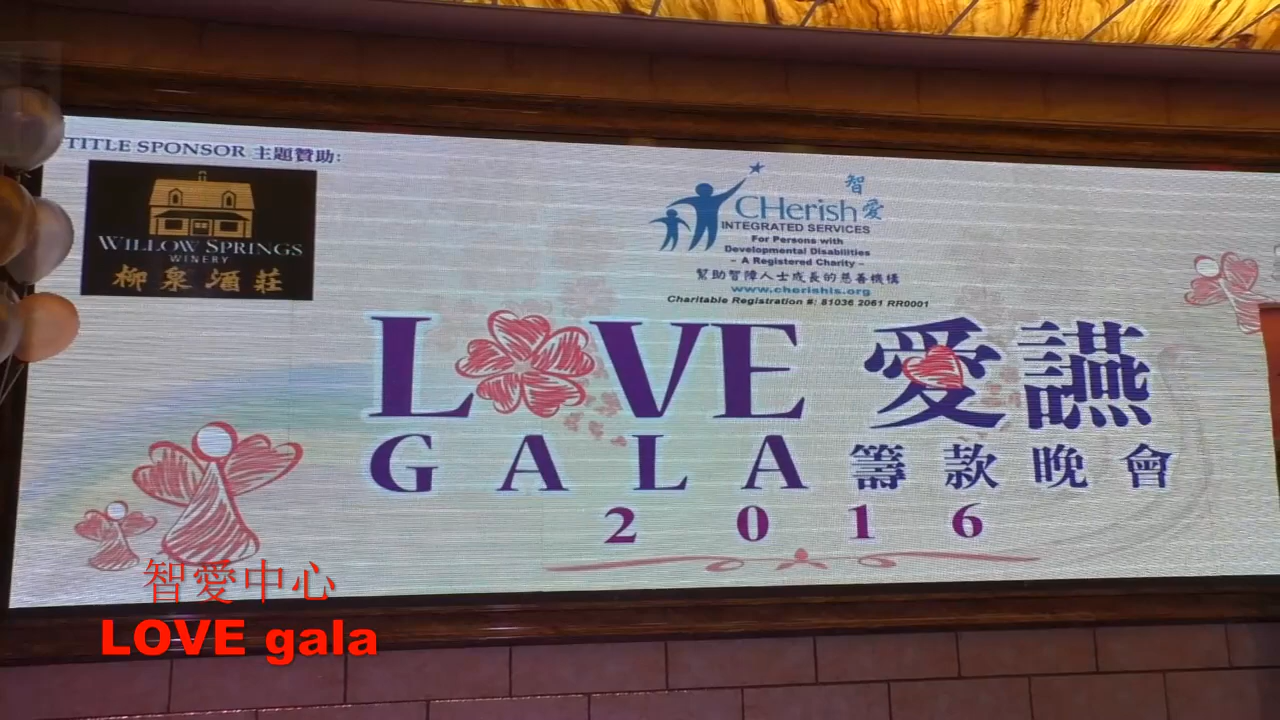 TITLE SPONSOR 主題贊助:
WILLOW SPRINGS
WINERY
柳泉酒莊
智愛
CHerish
INTEGRATED SERVICES
For Persons with
Developmental Disabilities
~ A Registered Charity ~
幫助智障人士成長的慈善機構
www.cherishis.org
Charitable Registration #: 81036 2061 RR0001
LOVE 愛讌
GALA 籌款晚會
2016
智愛中心
LOVE gala